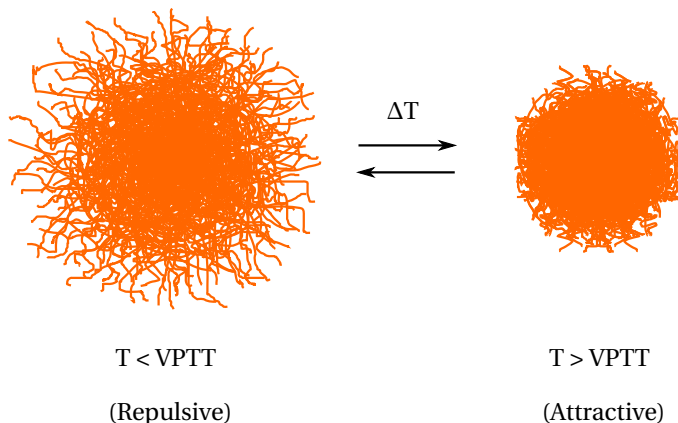 ΔT
T < VPTT
T > VPTT
(Repulsive)
(Attractive)